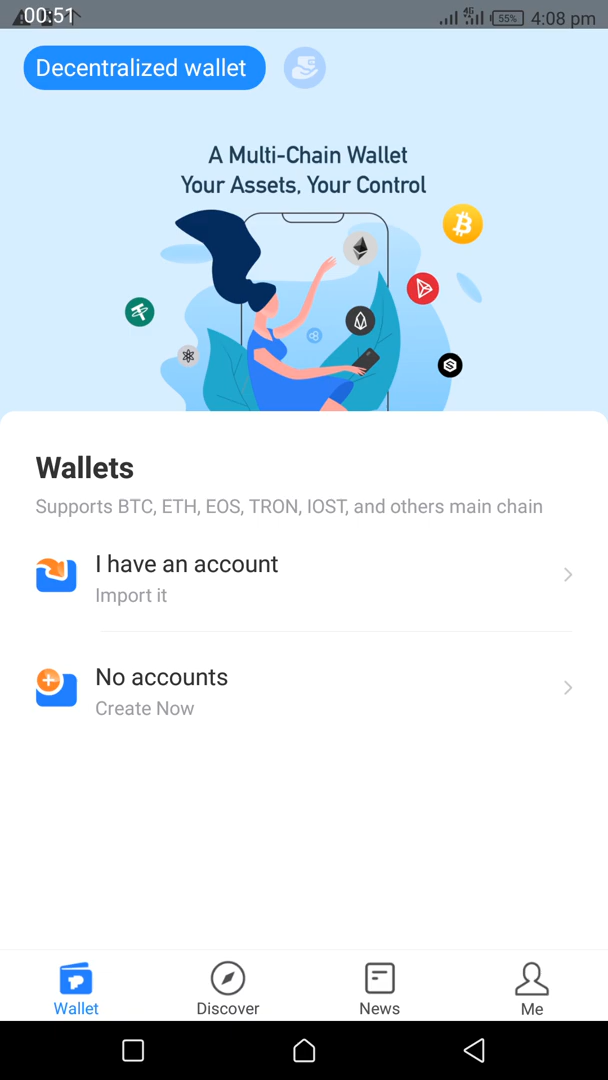 00:51
4G
55%
4:08 pm
Decentralized wallet
A Multi-Chain Wallet
Your Assets, Your Control
Wallets
Supports BTC, ETH, EOS, TRON, IOST, and others main chain
I have an account
Import it
No accounts
Create Now
Wallet
Discover
News
Me